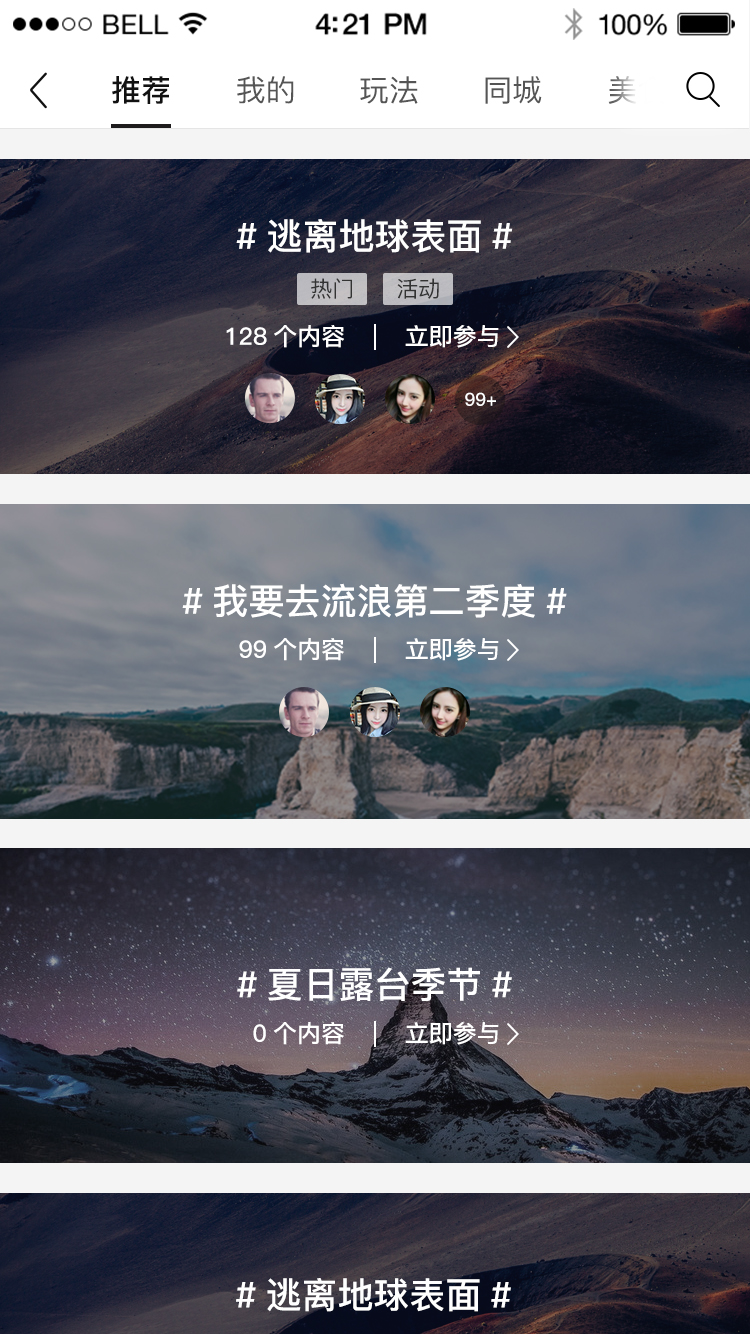 BELL 4:21 PM 100%
推荐 我的 玩法 同城 美
# 逃离地球表面 #
热门 活动
128 个内容 | 立即参与
99+
# 我要去流浪第二季度 #
99 个内容 | 立即参与
# 夏日露台季节 #
0 个内容 | 立即参与
# 逃离地球表面 #